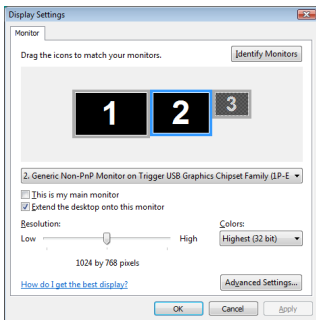 Display Settings
Monitor
Drag the icons to match your monitors.
Identify Monitors
1
2
3
2. Generic Non-PnP Monitor on Trigger USB Graphics Chipset Family (1P-E
This is my main monitor
Extend the desktop onto this monitor
Resolution:
Colors:
Low
High
Highest (32 bit)
1024 by 768 pixels
How do I get the best display?
Advanced Settings...
OK
Cancel
Apply